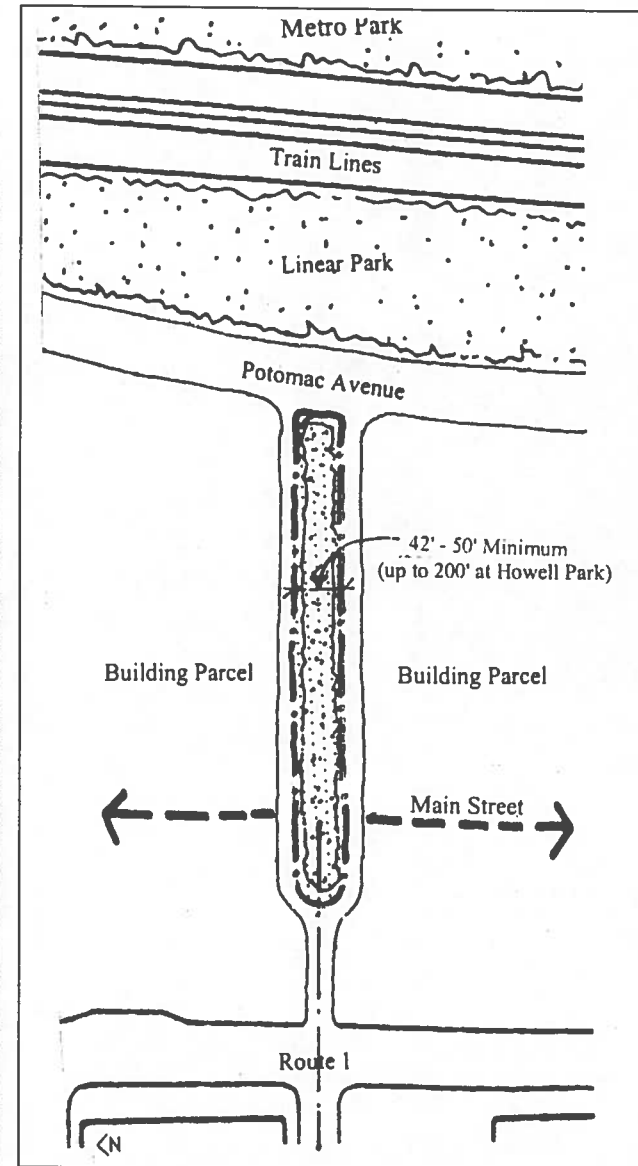 Metro Park
Train Lines
Linear Park
Potomac Avenue
42' - 50' Minimum
(up to 200' at Howell Park)
Building Parcel
Building Parcel
Main Street
Route 1
<N